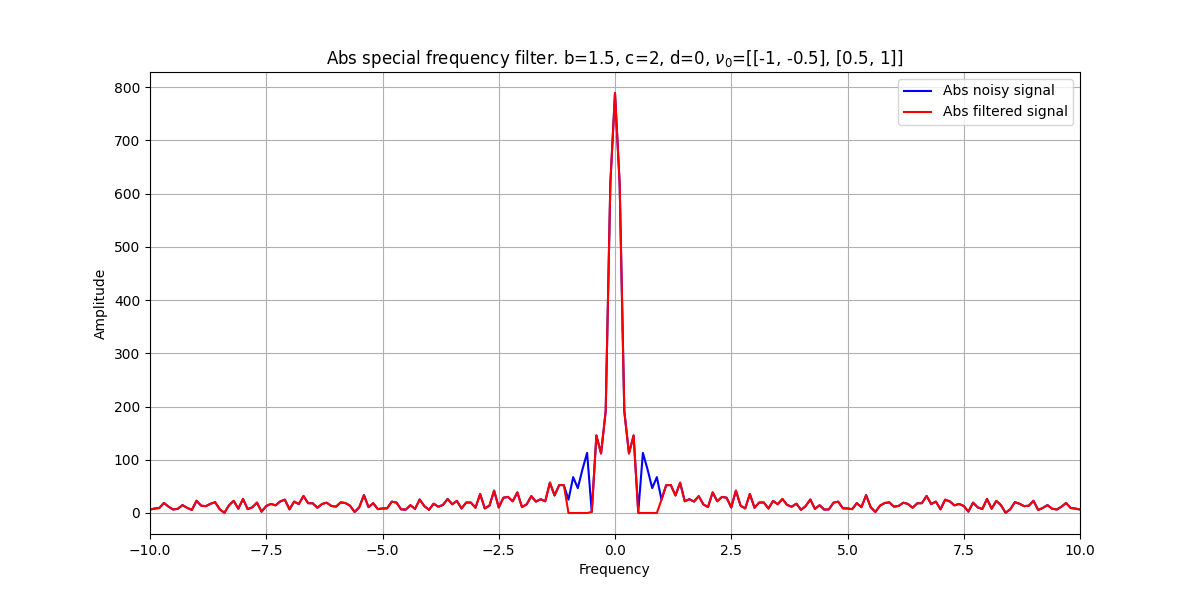 Abs special frequency filter. b=1.5, c=2, d=0, ν₀=[[-1, -0.5], [0.5, 1]]
Abs noisy signal
Abs filtered signal
Amplitude
800
700
600
500
400
300
200
100
0
−10.0 −7.5 −5.0 −2.5 0.0 2.5 5.0 7.5 10.0
Frequency